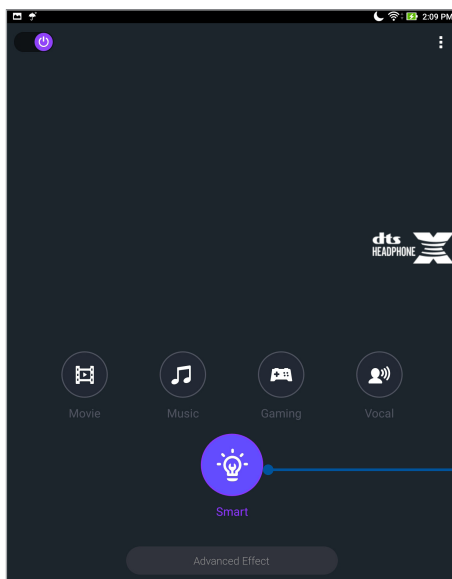 2:09 PM
dts
HEADPHONE X
Movie Music Gaming Vocal
Smart
Advanced Effect